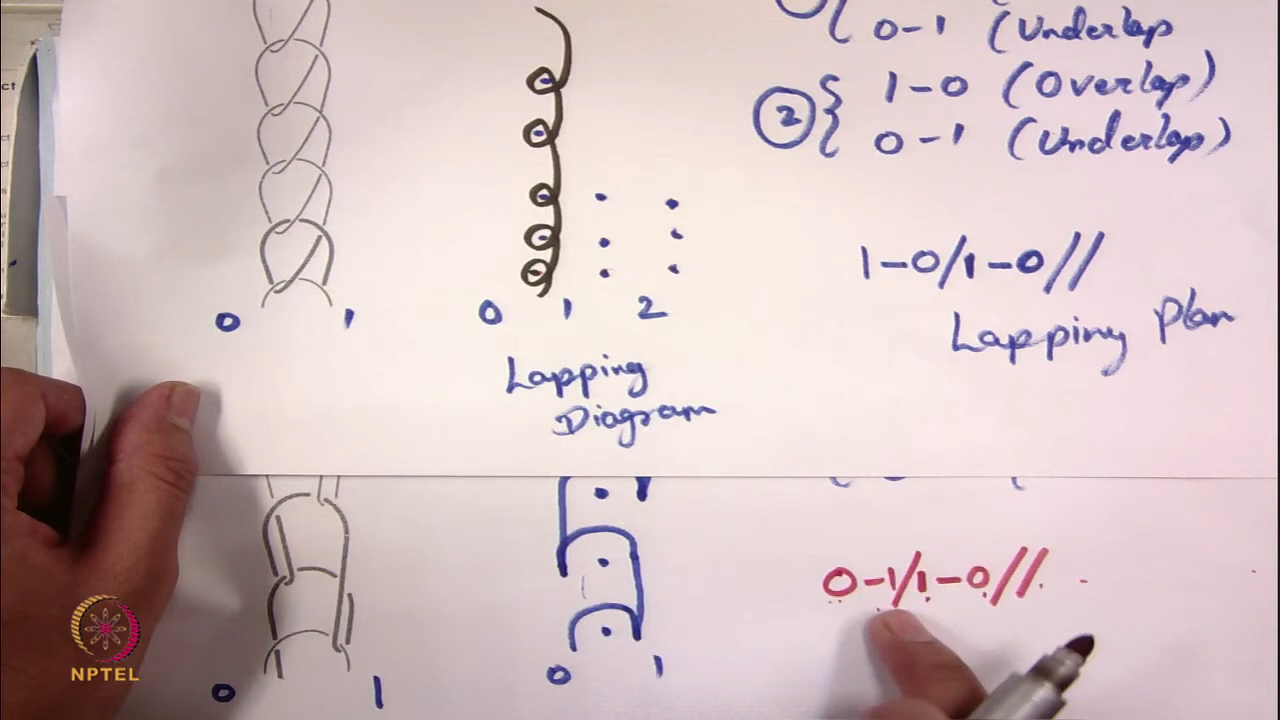 0-1 (Underlap
2 { 1-0 (Overlap)
0-1 (Underlap)
1-0/1-0//
Lapping Plan
0 1
0 1 2
Lapping
Diagram
0-1/1-0//
0 1
0 1
NPTEL